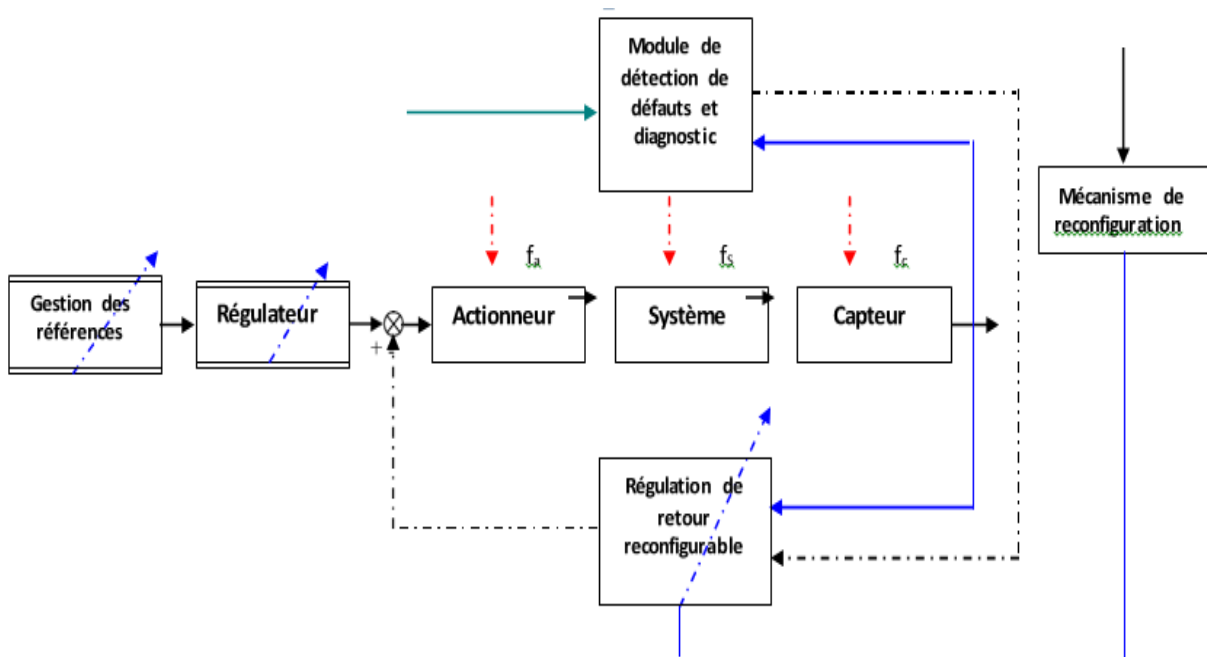 Module de
détection de
défauts et
diagnostic
Mécanisme de
reconfiguration
fa
fS
fc
Gestion des
références
Régulateur
+ -
Actionneur
Système
Capteur
Régulation de
retour
reconfigurable